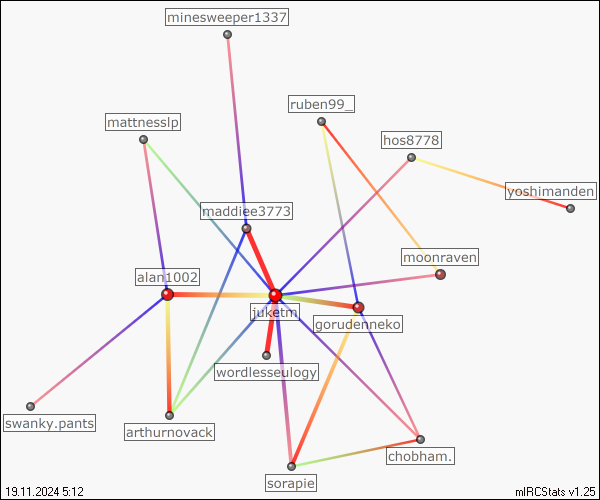 minesweeper1337
ruben99_
mattnesslp
hos8778
yoshimanden
maddiee3773
moonraven
alan1002
juketm
gorudenneko
wordlesseulogy
swanky.pants
arthurnovack
chobham.
sorapie
19.11.2024 5:12
mIRCStats v1.25